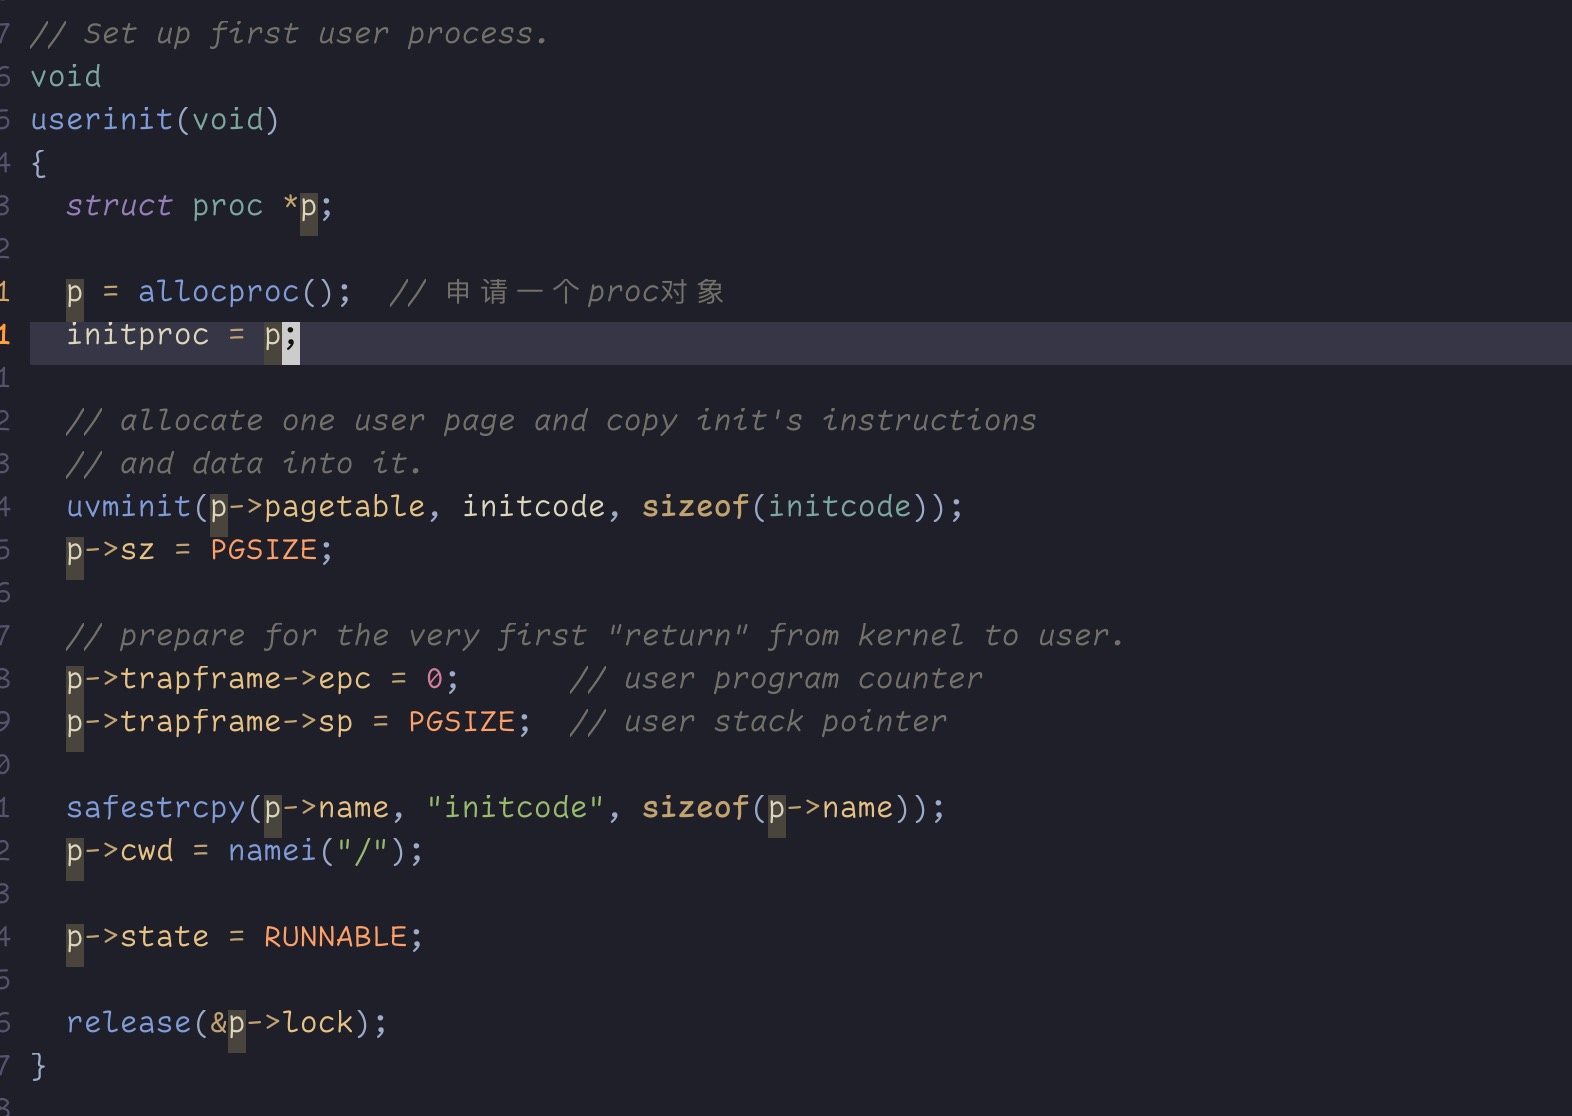 7 // Set up first user process.
6 void
5 userinit(void)
4 {
3 struct proc *p;
2
1 p = allocproc(); // 申请一个proc对象
1 initproc = p;
1
2 // allocate one user page and copy init's instructions
3 // and data into it.
4 uvminit(p->pagetable, initcode, sizeof(initcode));
5 p->sz = PGSIZE;
6
7 // prepare for the very first "return" from kernel to user.
8 p->trapframe->epc = 0; // user program counter
9 p->trapframe->sp = PGSIZE; // user stack pointer
0
1 safestrcpy(p->name, "initcode", sizeof(p->name));
2 p->cwd = namei("/");
3
4 p->state = RUNNABLE;
5
6 release(&p->lock);
7 }
8